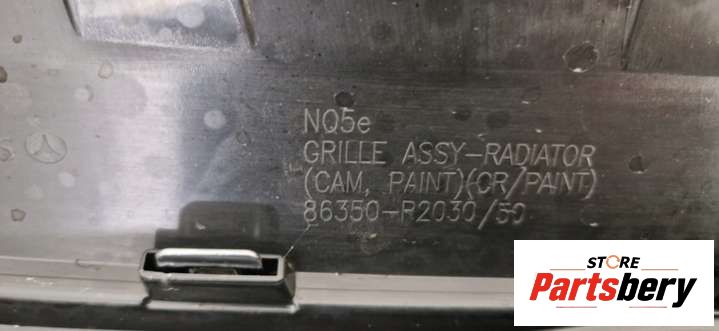 NQ5e
GRILLE ASSY-RADIATOR
(CAM, PAINT)(CR/PAINT)
86350-R2030/50
STORE
Partsbery